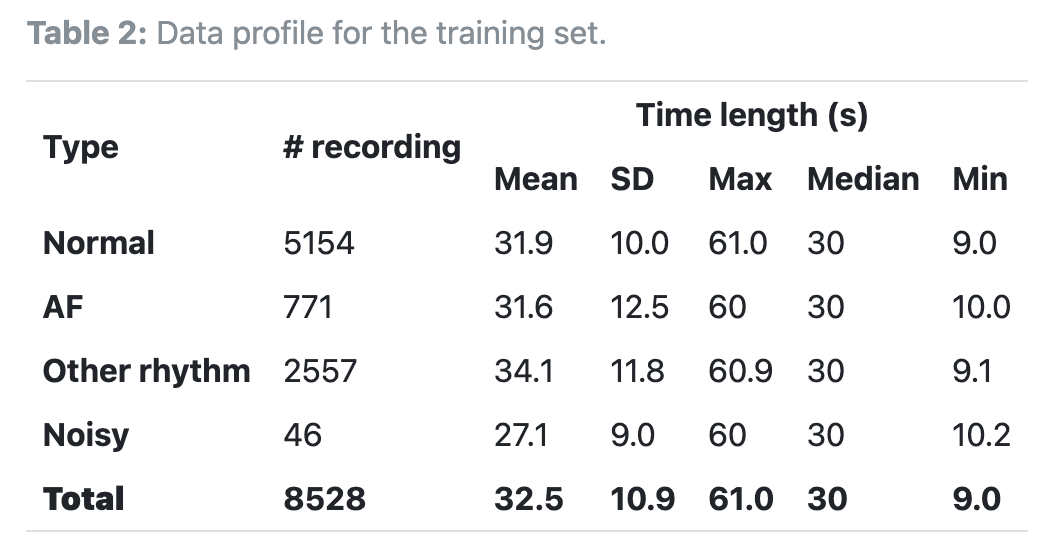 Table 2: Data profile for the training set.
Type # recording Time length (s)
Mean SD Max Median Min
Normal 5154 31.9 10.0 61.0 30 9.0
AF 771 31.6 12.5 60 30 10.0
Other rhythm 2557 34.1 11.8 60.9 30 9.1
Noisy 46 27.1 9.0 60 30 10.2
Total 8528 32.5 10.9 61.0 30 9.0